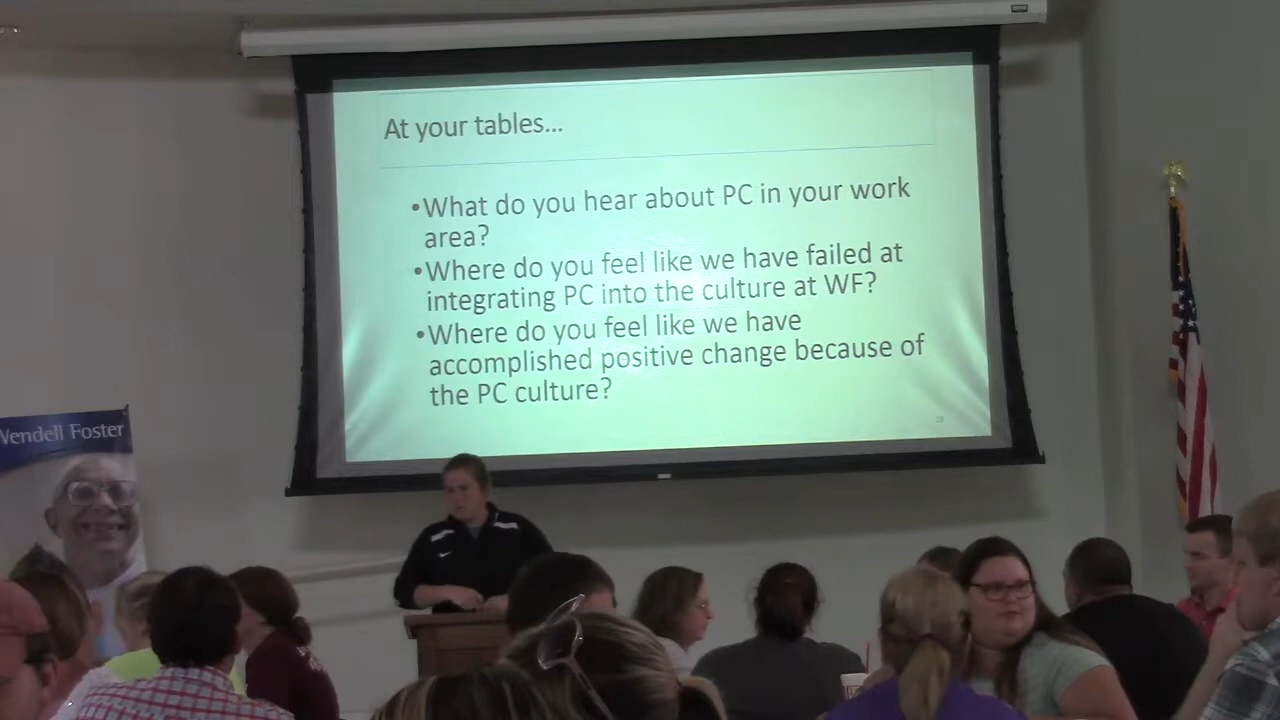 At your tables...
•What do you hear about PC in your work
area?
•Where do you feel like we have failed at
integrating PC into the culture at WF?
•Where do you feel like we have
accomplished positive change because of
the PC culture?
Wendell Foster